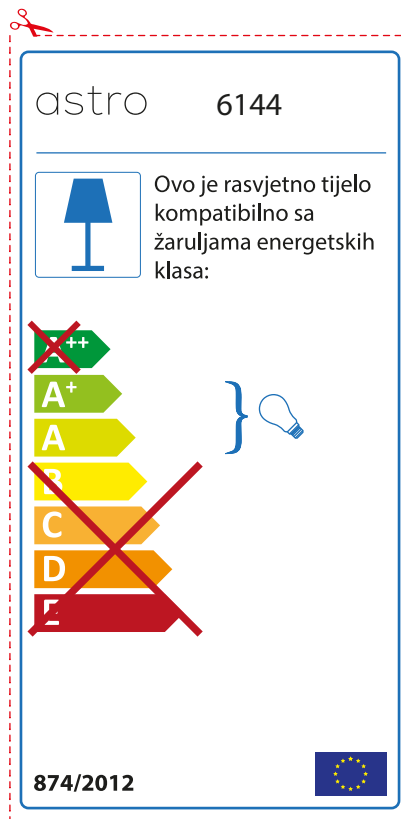 astro 6144
Ovo je rasvjetno tijelo
kompatibilno sa
žaruljama energetskih
klasa:
A++
A+
A
B
C
D
E
874/2012